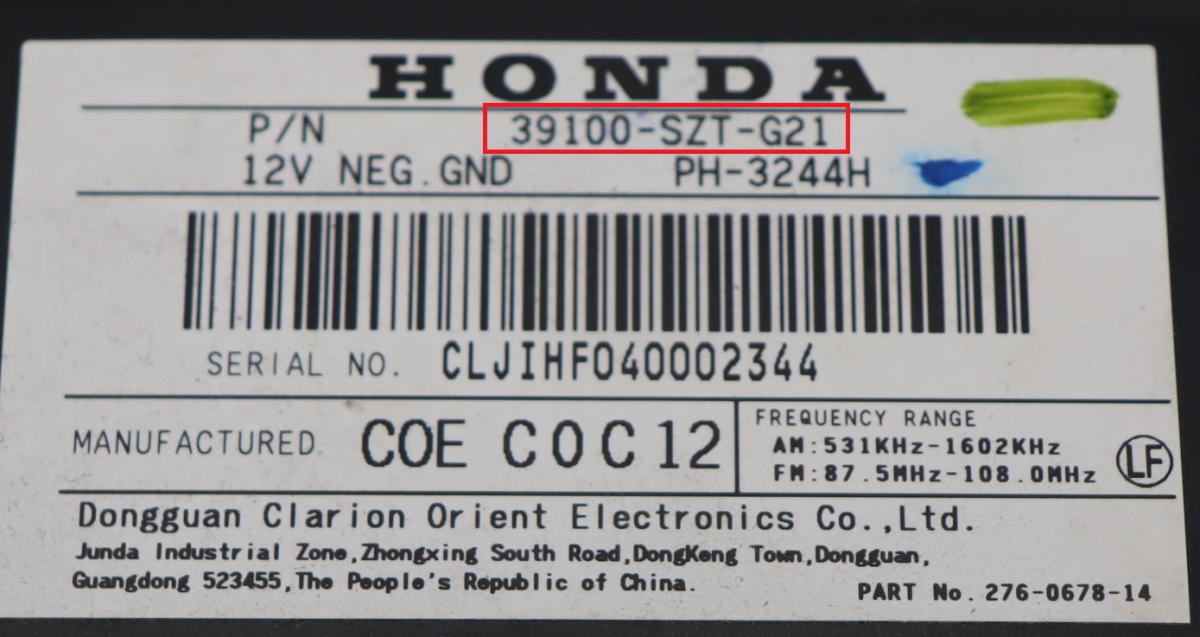 HONDA
P/N 39100-SZT-G21
12V NEG.GND PH-3244H
SERIAL NO. CLJIHF040002344
MANUFACTURED. COE C0C12
FREQUENCY RANGE
AM:531KHz-1602KHz
FM:87.5MHz-108.0MHz
LF
Dongguan Clarion Orient Electronics Co.,Ltd.
Junda Industrial Zone,Zhongxing South Road,DongKeng Town,Dongguan,
Guangdong 523455,The People's Republic of China.
PART No. 276-0678-14